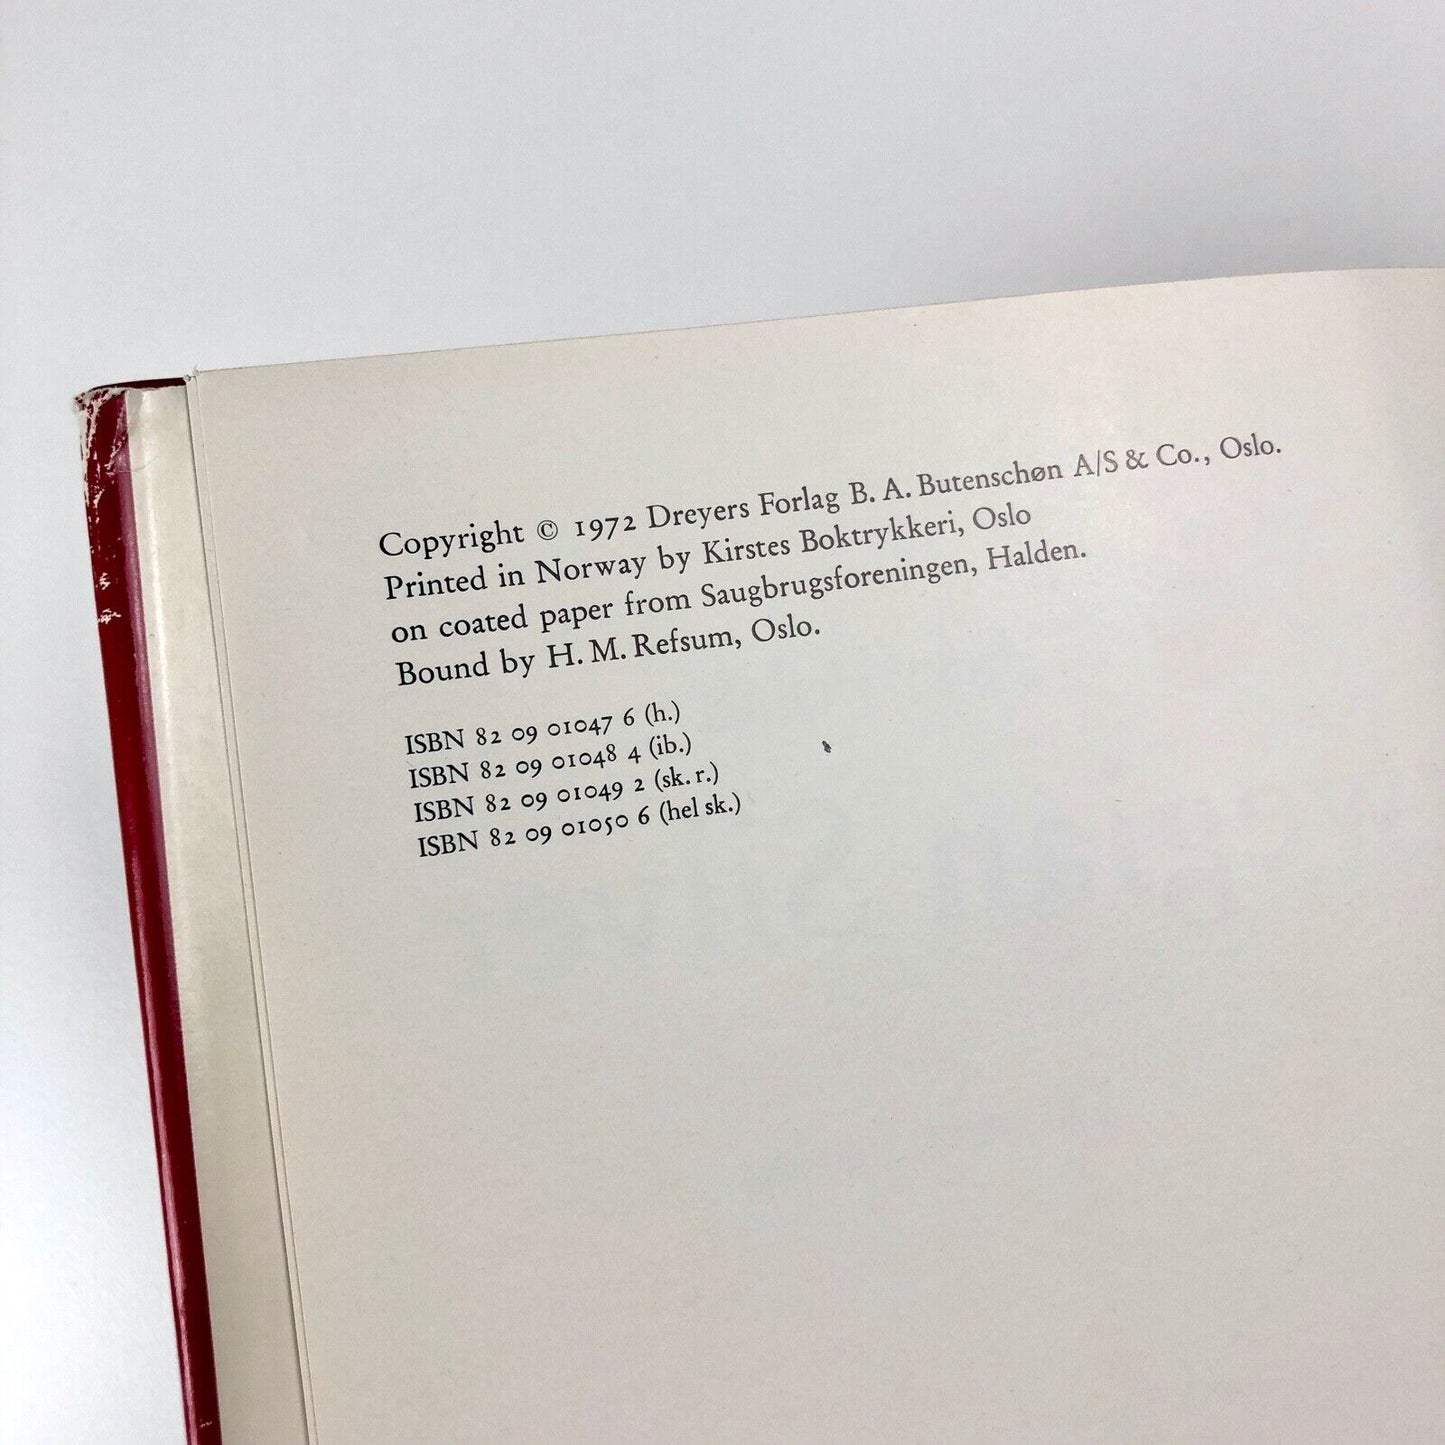 Copyright © 1972 Dreyers Forlag B. A. Butenschøn A/S & Co., Oslo.
Printed in Norway by Kirstes Boktrykkeri, Oslo
on coated paper from Saugbrugsforeningen, Halden.
Bound by H. M. Refsum, Oslo.
ISBN 82 09 01047 6 (h.)
ISBN 82 09 01048 4 (ib.)
ISBN 82 09 01049 2 (sk. r.)
ISBN 82 09 01050 6 (hel sk.)